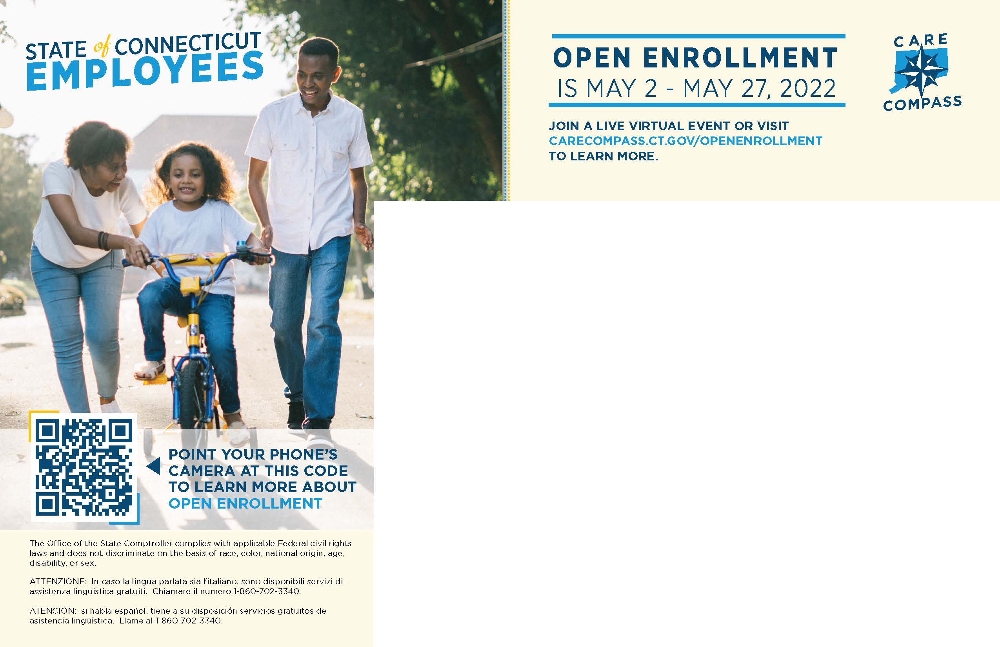 STATE of CONNECTICUT
EMPLOYEES
OPEN ENROLLMENT
IS MAY 2 - MAY 27, 2022
JOIN A LIVE VIRTUAL EVENT OR VISIT
CARECOMPASS.CT.GOV/OPENENROLLMENT
TO LEARN MORE.
CARE
COMPASS
POINT YOUR PHONE'S
CAMERA AT THIS CODE
TO LEARN MORE ABOUT
OPEN ENROLLMENT
The Office of the State Comptroller complies with applicable Federal civil rights
laws and does not discriminate on the basis of race, color, national origin, age,
disability, or sex.
ATTENZIONE:  In caso la lingua parlata sia l'italiano, sono disponibili servizi di
assistenza linguistica gratuiti.  Chiamare il numero 1-860-702-3340.
ATENCIÓN:  si habla español, tiene a su disposición servicios gratuitos de
asistencia lingüística.  Llame al 1-860-702-3340.